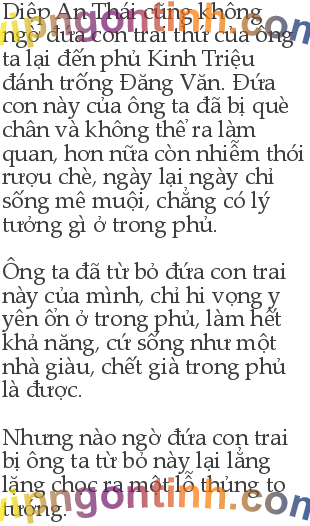 Diệp An Thái cũng không
ngờ đứa con trai thứ của ông
ta lại đến phủ Kinh Triệu
đánh trống Đăng Văn. Đứa
con này của ông ta đã bị què
chân và không thể ra làm
quan, hơn nữa còn nhiễm thói
rượu chè, ngày lại ngày chỉ
sống mê muội, chẳng có lý
tưởng gì ở trong phủ.
Ông ta đã từ bỏ đứa con trai
này của mình, chỉ hi vọng y
yên ổn ở trong phủ, làm hết
khả năng, cứ sống như một
nhà giàu, chết già trong phủ
là được.
Nhưng nào ngờ đứa con trai
bị ông ta từ bỏ này lại lẳng
lặng chọc ra một lỗ thủng to
tướng.
vipngontinh.com
vipngontinh.com